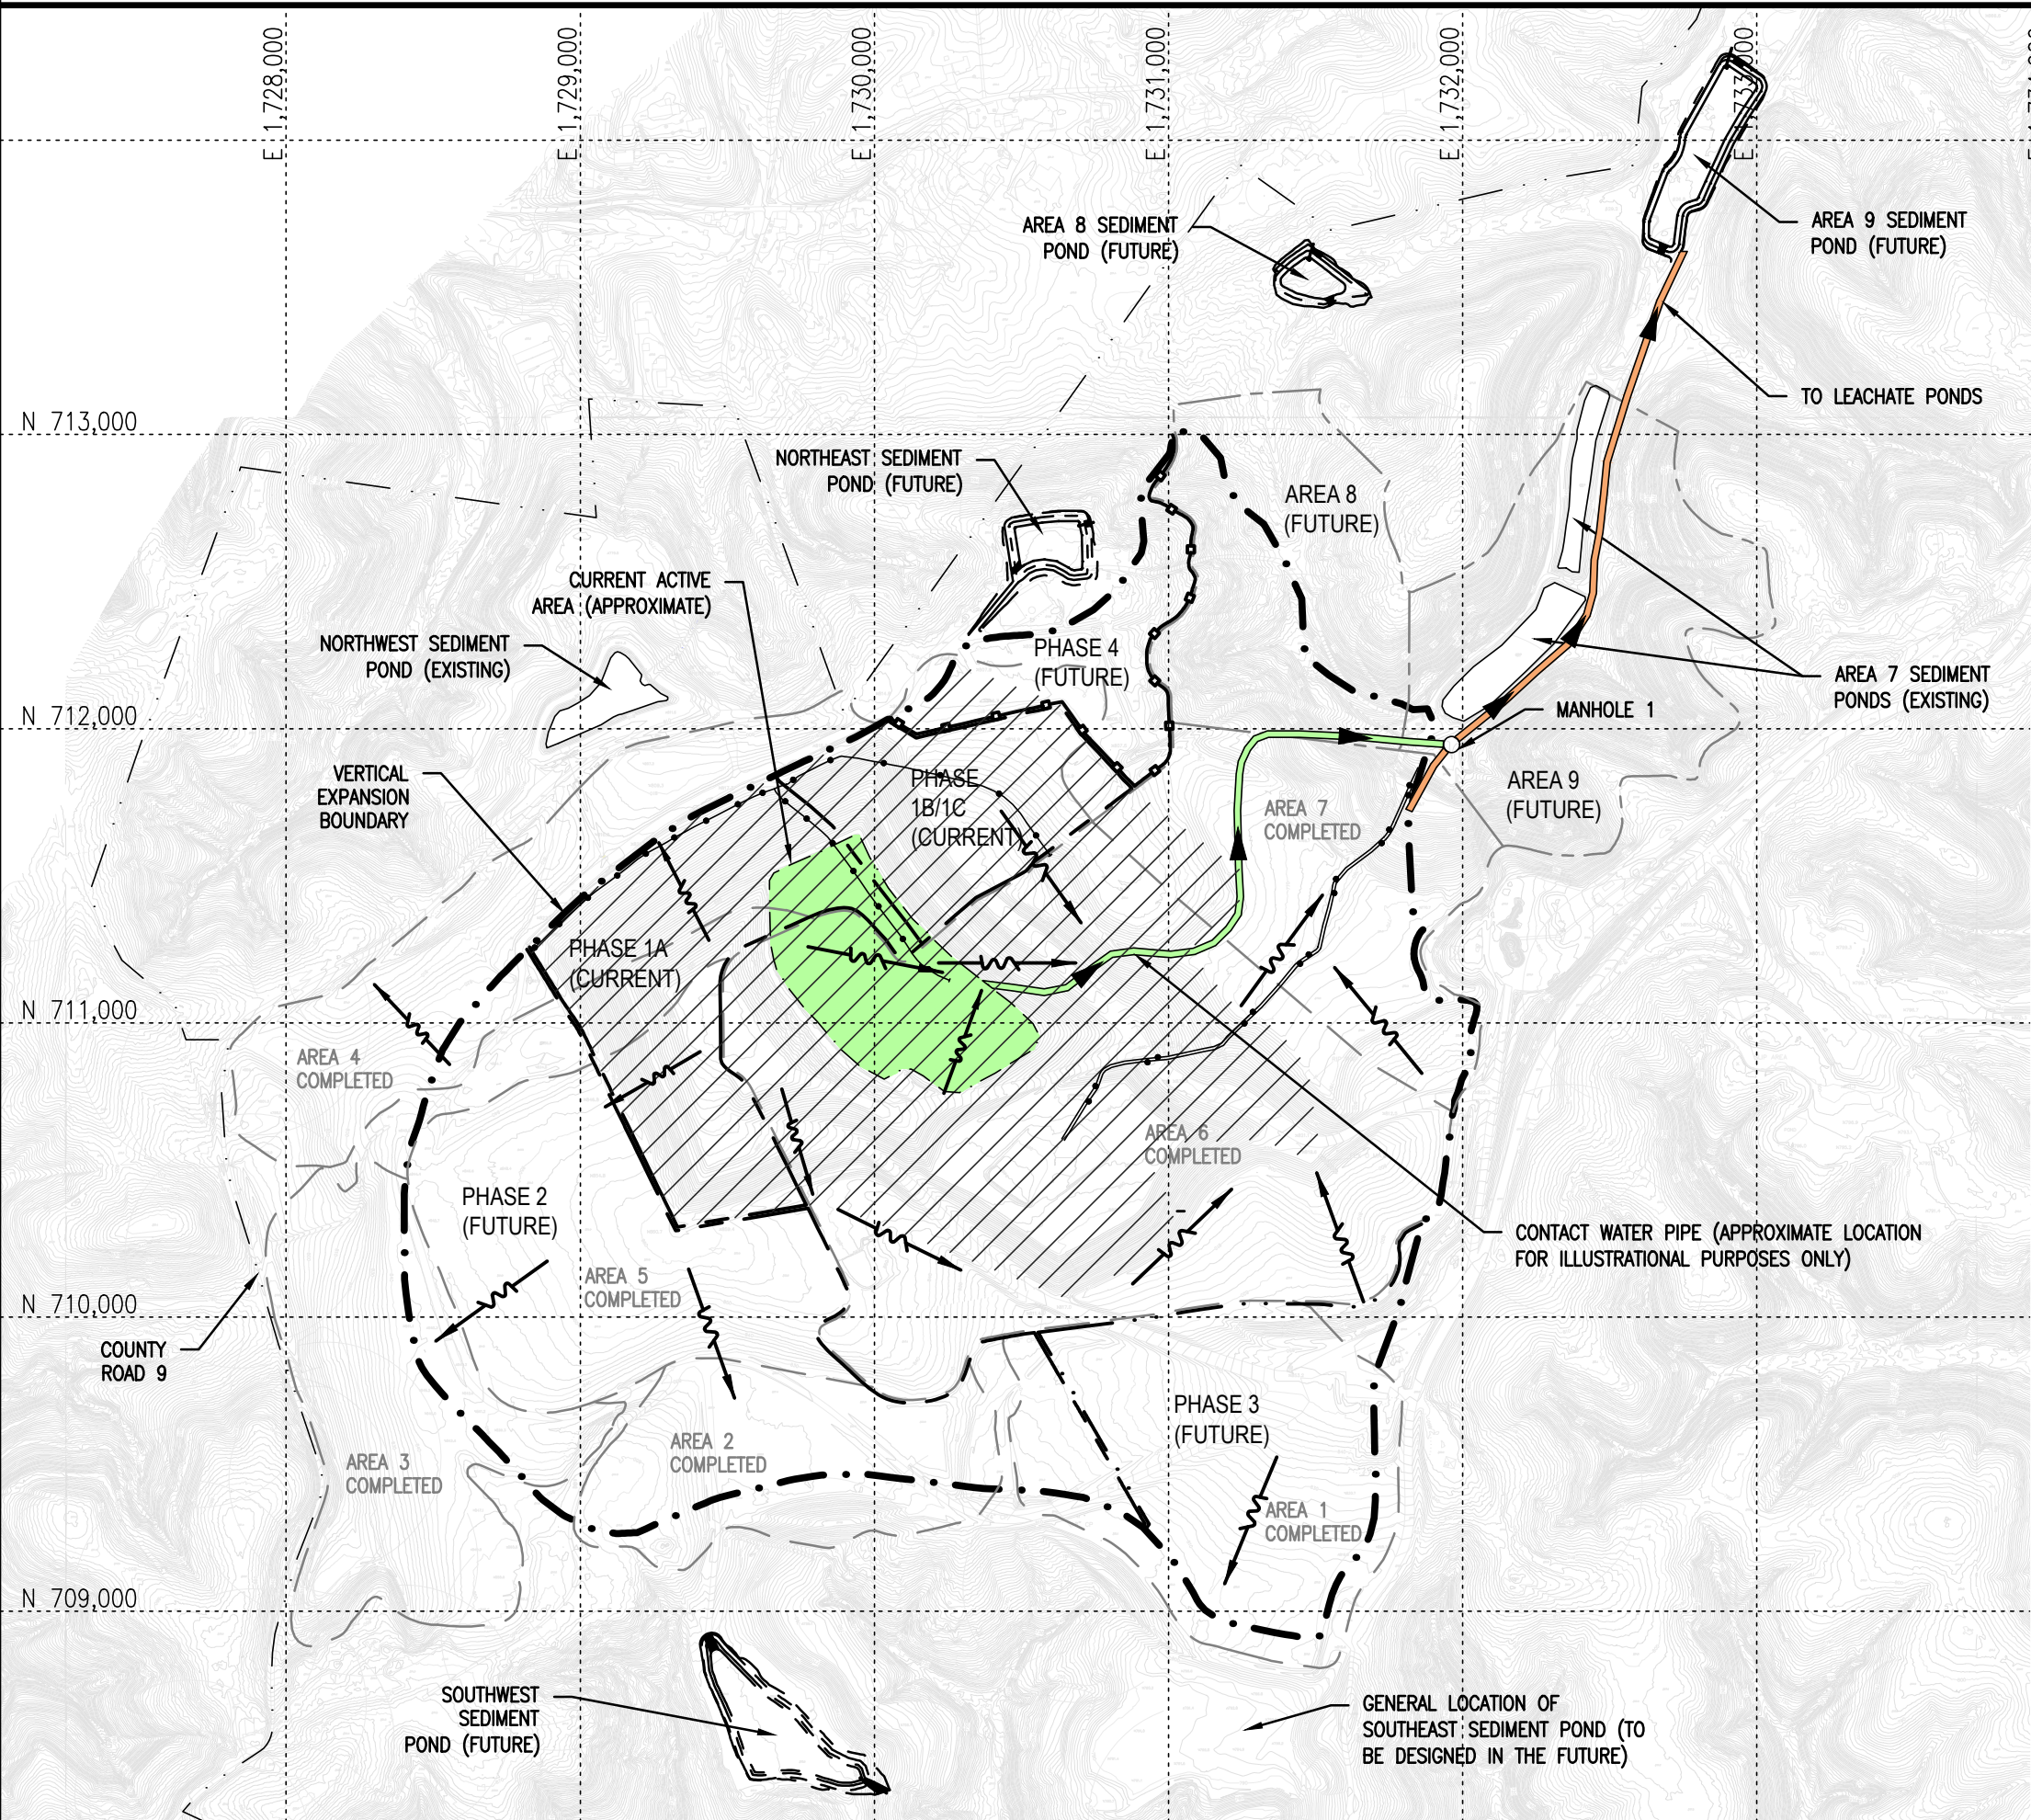 E 1,728,000
E 1,729,000
E 1,730,000
E 1,731,000
E 1,732,000
E 1,733,000
AREA 8 SEDIMENT
POND (FUTURE)
AREA 9 SEDIMENT
POND (FUTURE)
TO LEACHATE PONDS
N 713,000
NORTHEAST SEDIMENT
POND (FUTURE)
AREA 8
(FUTURE)
CURRENT ACTIVE
AREA (APPROXIMATE)
NORTHWEST SEDIMENT
POND (EXISTING)
PHASE 4
(FUTURE)
AREA 7 SEDIMENT
PONDS (EXISTING)
N 712,000
MANHOLE 1
VERTICAL
EXPANSION
BOUNDARY
PHASE
1B/1C
(CURRENT)
AREA 7
COMPLETED
AREA 9
(FUTURE)
PHASE 1A
(CURRENT)
N 711,000
AREA 4
COMPLETED
AREA 6
COMPLETED
PHASE 2
(FUTURE)
CONTACT WATER PIPE (APPROXIMATE LOCATION
FOR ILLUSTRATIONAL PURPOSES ONLY)
AREA 5
COMPLETED
N 710,000
COUNTY
ROAD 9
PHASE 3
(FUTURE)
AREA 2
COMPLETED
AREA 3
COMPLETED
AREA 1
COMPLETED
N 709,000
SOUTHWEST
SEDIMENT
POND (FUTURE)
GENERAL LOCATION OF
SOUTHEAST SEDIMENT POND (TO
BE DESIGNED IN THE FUTURE)